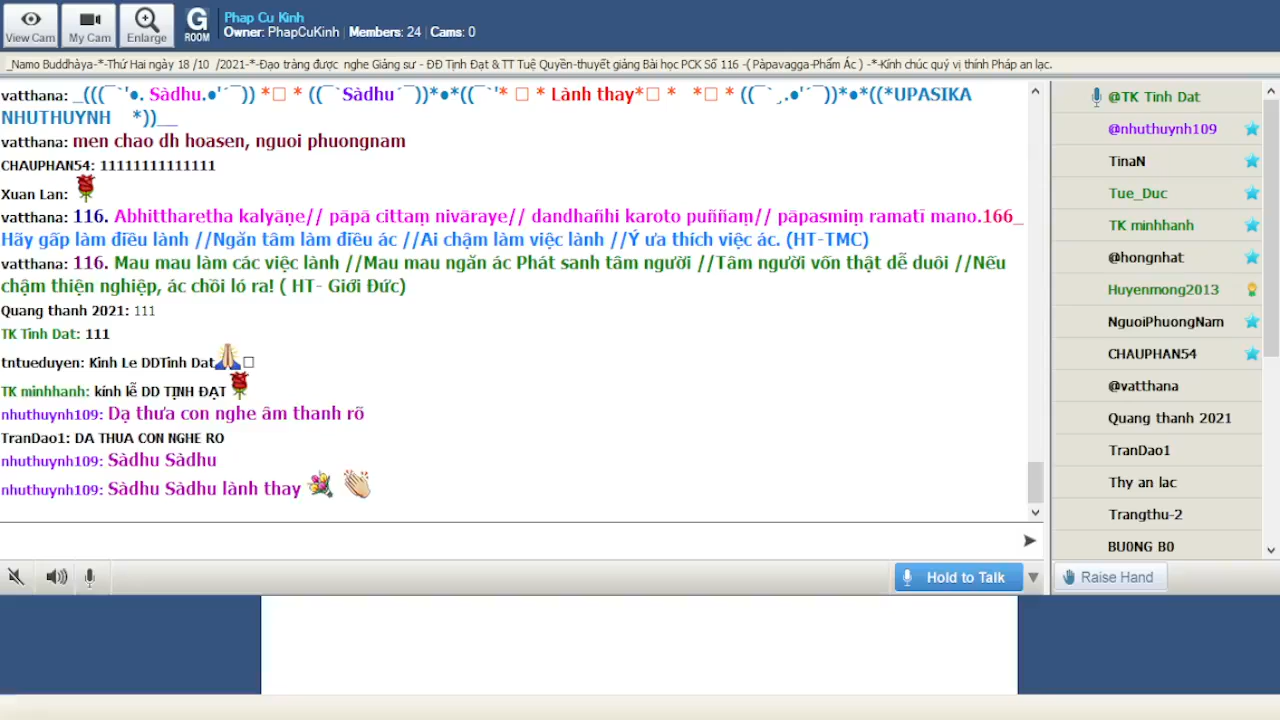 View Cam
My Cam
Enlarge
G
ROOM
Phap Cu Kinh
Owner: PhapCuKinh | Members: 24 | Cams: 0
_Namo Buddhàya-*-Thứ Hai ngày 18 /10 /2021-*-Đạo tràng được nghe Giảng sư - ĐĐ Tịnh Đạt & TT Tuệ Quyền-thuyết giảng Bài học PCK Số 116 -( Pàpavagga-Phẩm Ác ) -*-Kính chúc quý vị thính Pháp an lạc.
vatthana: _(((¯`'●. Sàdhu.●'´¯)) *□ * ((¯`Sàdhu´¯))*●*((¯`'* □ * Lành thay*□ * *□ * ((¯`¸.●'´¯))*●*((*UPASIKA
NHUTHUYNH *))__
vatthana: men chao dh hoasen, nguoi phuongnam
CHAUPHAN54: 11111111111111
Xuan Lan:
vatthana: 116. Abhittharetha kalyāṇe// pāpā cittaṃ nivāraye// dandhañhi karoto puññaṃ// pāpasmiṃ ramatī mano.166_
Hãy gấp làm điều lành //Ngăn tâm làm điều ác //Ai chậm làm việc lành //Ý ưa thích việc ác. (HT-TMC)
vatthana: 116. Mau mau làm các việc lành //Mau mau ngăn ác Phát sanh tâm người //Tâm người vốn thật dễ duôi //Nếu
chậm thiện nghiệp, ác chồi ló ra! ( HT- Giới Đức)
Quang thanh 2021: 111
TK Tinh Dat: 111
tntueduyen: Kinh Le DDTinh Dat □
TK minhhanh: kính lễ DD TỊNH ĐẠT
nhuthuynh109: Dạ thưa con nghe âm thanh rõ
TranDao1: DA THUA CON NGHE RO
nhuthuynh109: Sàdhu Sàdhu
nhuthuynh109: Sàdhu Sàdhu lành thay
@TK Tinh Dat
@nhuthuynh109
TinaN
Tue_Duc
TK minhhanh
@hongnhat
Huyenmong2013
NguoiPhuongNam
CHAUPHAN54
@vatthana
Quang thanh 2021
TranDao1
Thy an lac
Trangthu-2
BU0NG B0
Hold to Talk
Raise Hand